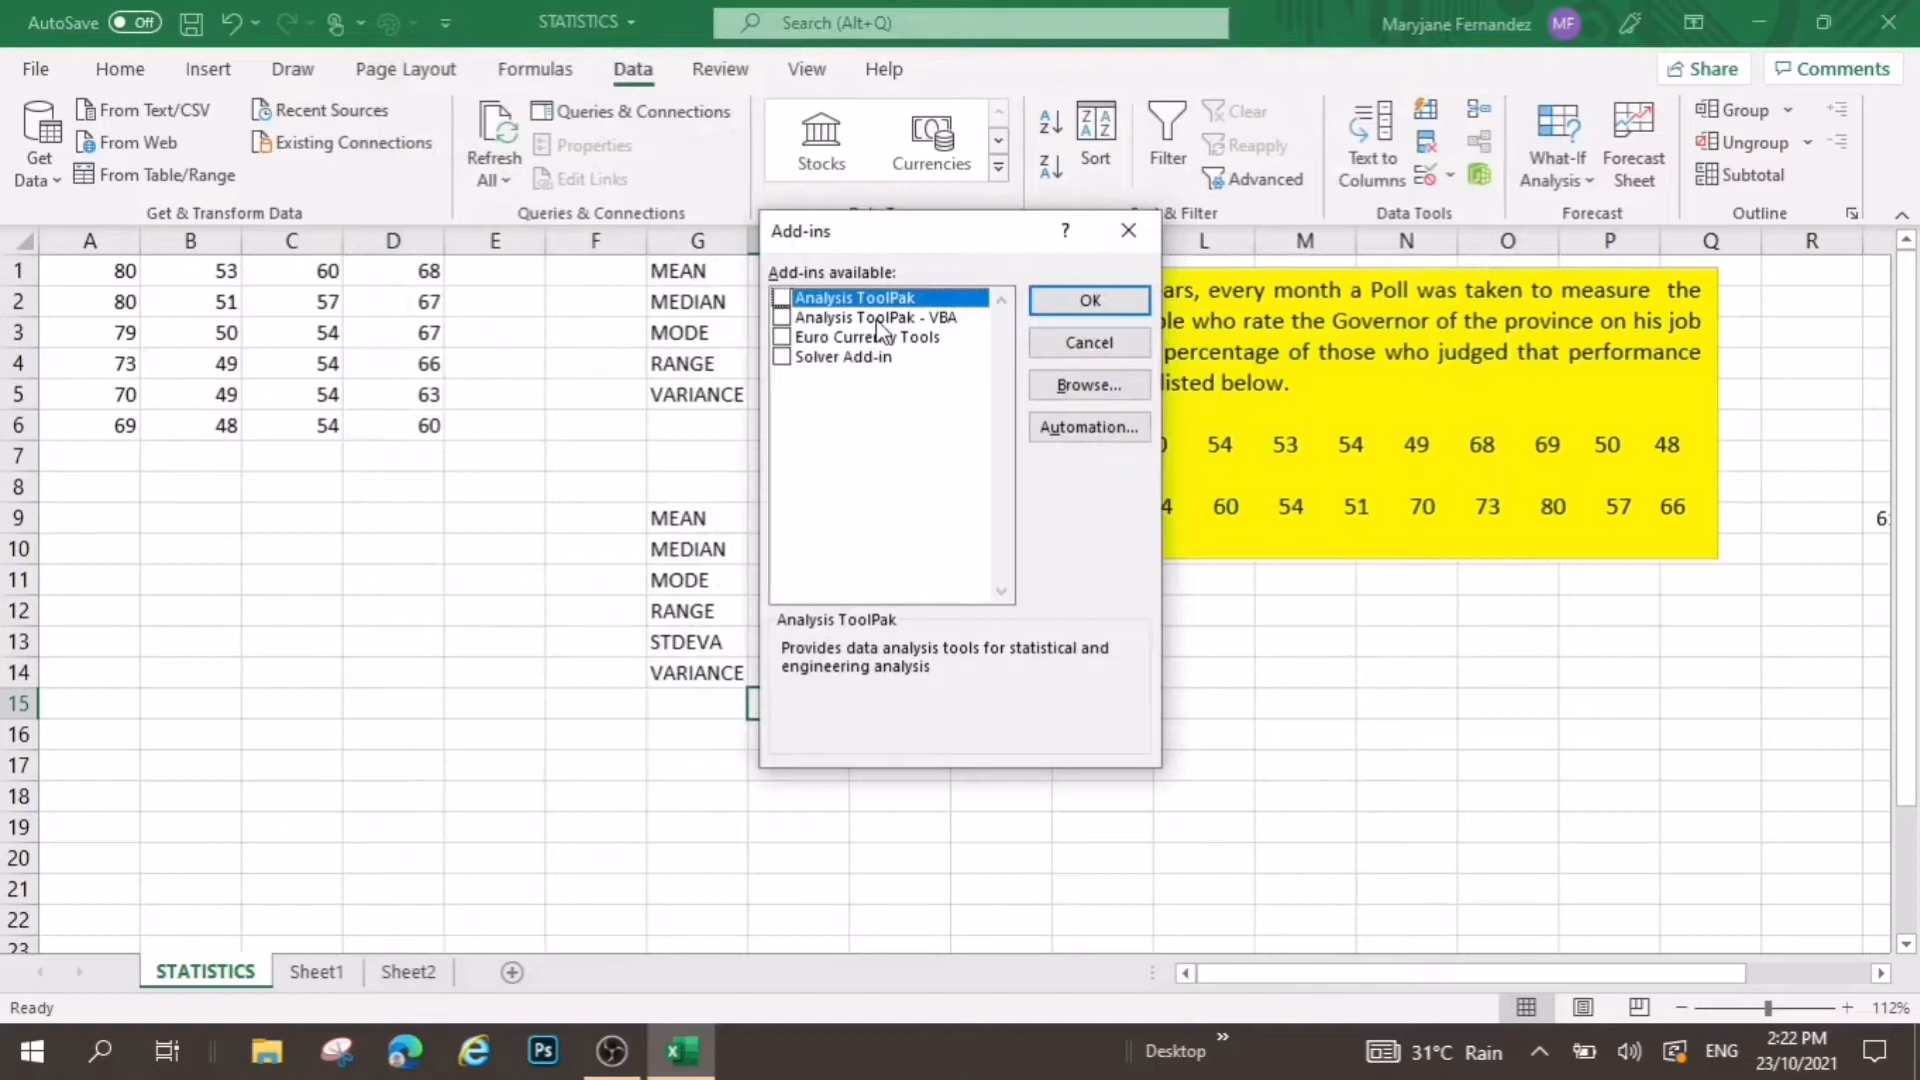 AutoSave Off STATISTICS Search (Alt+Q) Maryjane Fernandez MF
File Home Insert Draw Page Layout Formulas Data Review View Help Share Comments
Get Data
From Text/CSV
From Web
From Table/Range
Recent Sources
Existing Connections
Get & Transform Data
Refresh All
Queries & Connections
Properties
Edit Links
Queries & Connections
Stocks
Currencies
Sort
Filter
Clear
Reapply
Advanced
& Filter
Text to Columns
Data Tools
What-If Analysis
Forecast Sheet
Forecast
Group
Ungroup
Subtotal
Outline
A B C D E F G L M N O P Q R
1 80 53 60 68 MEAN
2 80 51 57 67 MEDIAN
3 79 50 54 67 MODE
4 73 49 54 66 RANGE
5 70 49 54 63 VARIANCE
6 69 48 54 60
7
8
9 MEAN
10 MEDIAN
11 MODE
12 RANGE
13 STDEVA
14 VARIANCE
15
16
17
18
19
20
21
22
23
Add-ins ?
Add-ins available:
Analysis ToolPak
Analysis ToolPak - VBA
Euro Currency Tools
Solver Add-in
OK
Cancel
Browse...
Automation...
Analysis ToolPak
Provides data analysis tools for statistical and
engineering analysis
ars, every month a Poll was taken to measure the
ple who rate the Governor of the province on his job
percentage of those who judged that performance
listed below.
54 53 54 49 68 69 50 48
4 60 54 51 70 73 80 57 66
STATISTICS Sheet1 Sheet2
Ready 112%
Ps Desktop 31°C Rain ENG 2:22 PM
23/10/2021